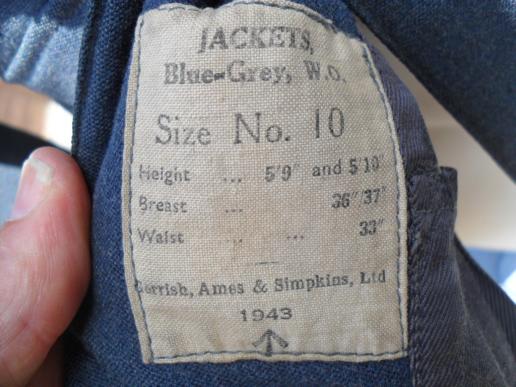 JACKETS,
Blue-Grey, W.O.
Size No. 10
Height ... 5'9" and 5'10"
Breast ... 36"/37"
Waist ... ... 33"
Gerrish, Ames & Simpkins, Ltd
1943